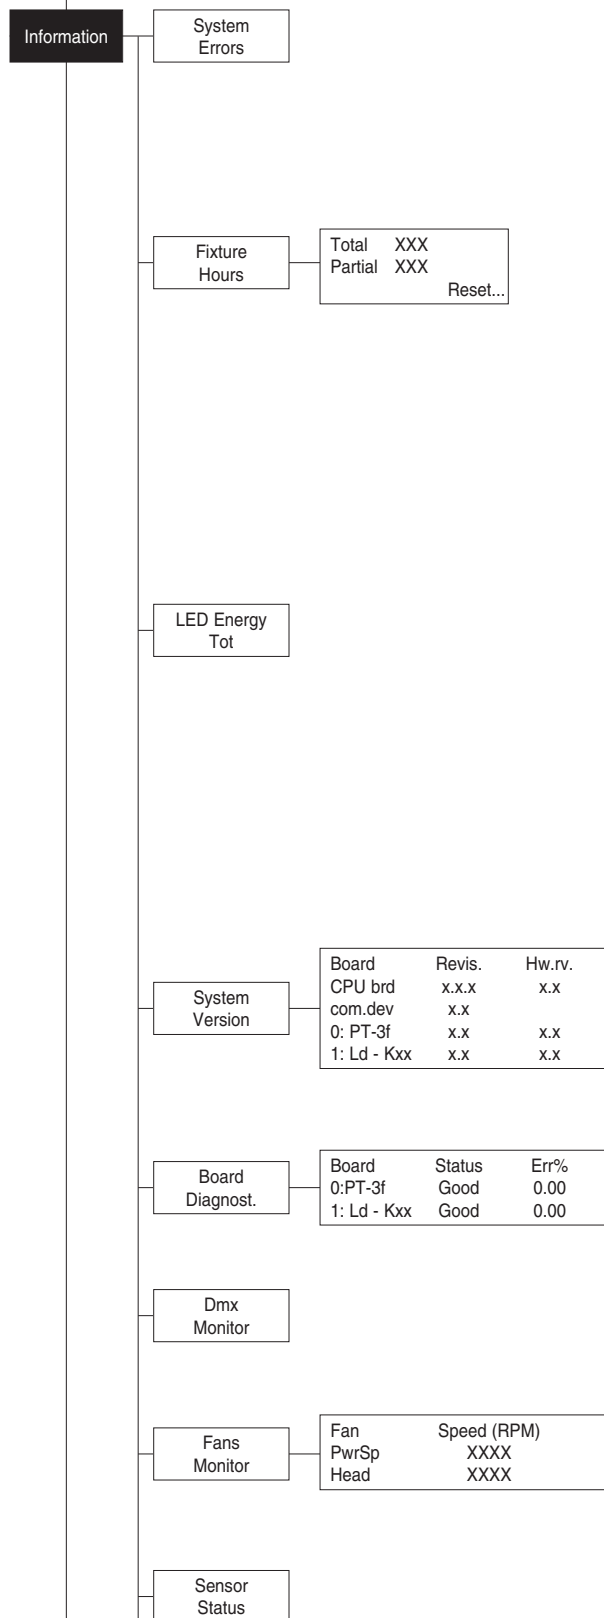 Information
System
Errors
Fixture
Hours
Total XXX
Partial XXX
Reset...
LED Energy
Tot
System
Version
Board Revis. Hw.rv.
CPU brd x.x.x x.x
com.dev x.x
0: PT-3f x.x x.x
1: Ld - Kxx x.x x.x
Board
Diagnost.
Board Status Err%
0:PT-3f Good 0.00
1: Ld - Kxx Good 0.00
Dmx
Monitor
Fans
Monitor
Fan Speed (RPM)
PwrSp XXXX
Head XXXX
Sensor
Status